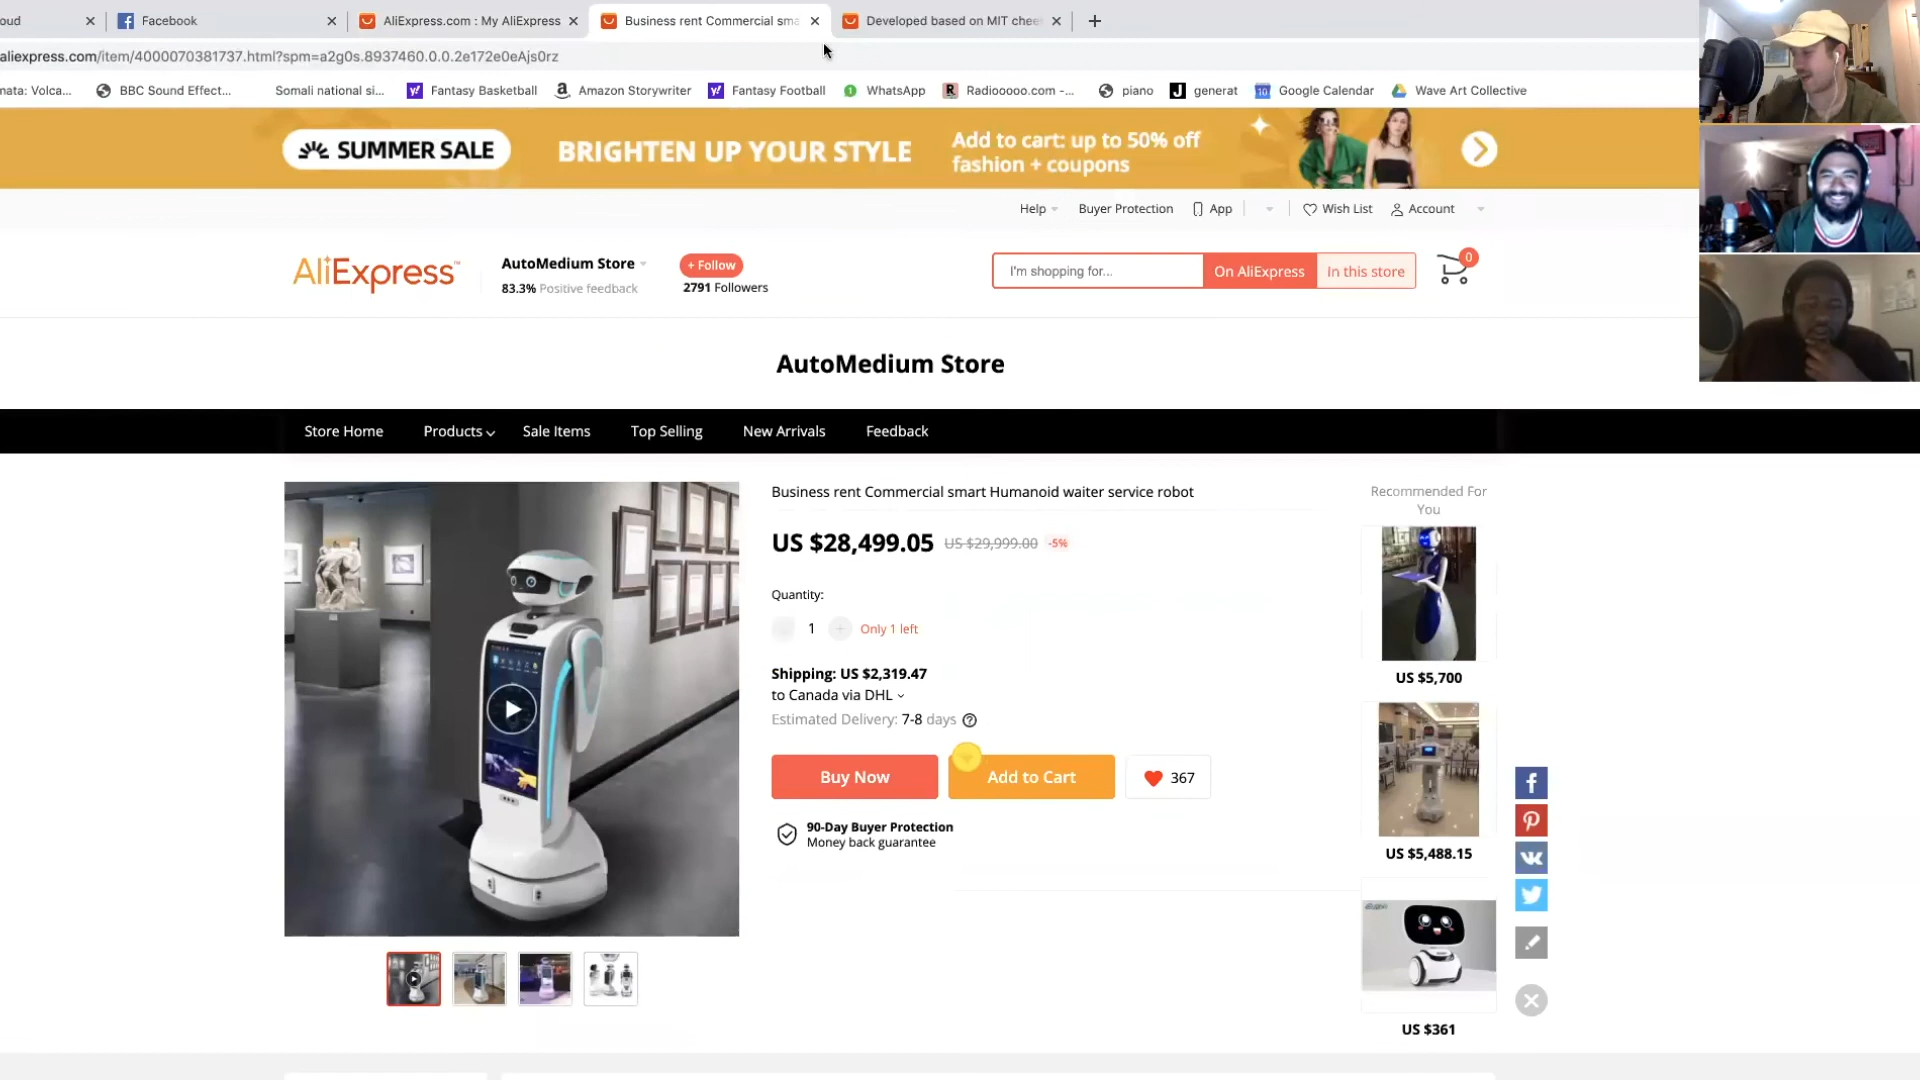 oud
Facebook
AliExpress.com : My AliExpress
Business rent Commercial sma
Developed based on MIT chee
aliexpress.com/item/4000070381737.html?spm=a2g0s.8937460.0.0.2e172e0eAjs0rz
nata: Volca...
BBC Sound Effect...
Somali national si...
Fantasy Basketball
Amazon Storywriter
Fantasy Football
WhatsApp
Radiooooo.com -...
piano
generat
Google Calendar
Wave Art Collective
SUMMER SALE
BRIGHTEN UP YOUR STYLE
Add to cart: up to 50% off
fashion + coupons
Help
Buyer Protection
App
Wish List
Account
AliExpress™
AutoMedium Store
83.3% Positive feedback
+ Follow
2791 Followers
I'm shopping for...
On AliExpress
In this store
0
AutoMedium Store
Store Home
Products
Sale Items
Top Selling
New Arrivals
Feedback
Business rent Commercial smart Humanoid waiter service robot
US $28,499.05 US $29,999.00 -5%
Quantity:
1
+
Only 1 left
Shipping: US $2,319.47
to Canada via DHL
Estimated Delivery: 7-8 days
Buy Now
Add to Cart
367
90-Day Buyer Protection
Money back guarantee
Recommended For
You
US $5,700
US $5,488.15
US $361